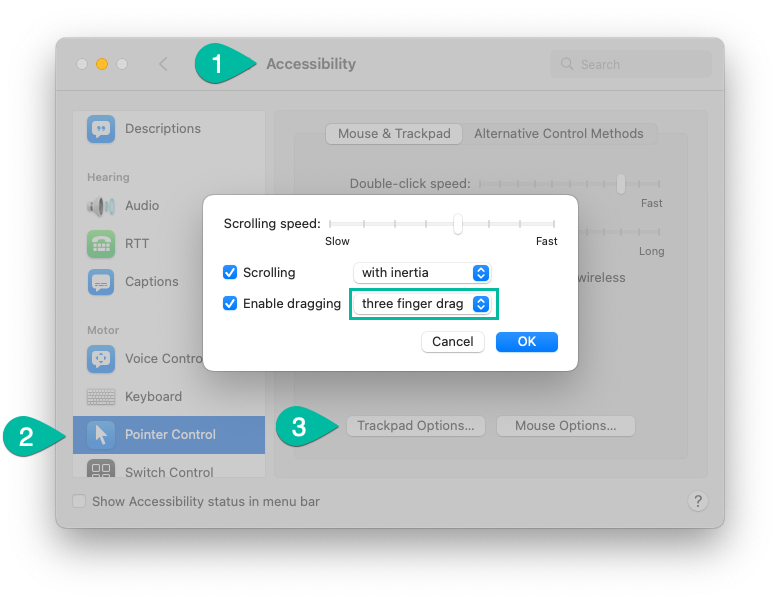 1
Accessibility
Search
Descriptions
Hearing
Audio
RTT
Captions
Motor
Voice Contro
Keyboard
2
Pointer Control
Switch Control
Mouse & Trackpad
Alternative Control Methods
Double-click speed:
Fast
Long
wireless
Scrolling speed:
Slow
Fast
Scrolling
with inertia
Enable dragging
three finger drag
Cancel
OK
3
Trackpad Options...
Mouse Options...
Show Accessibility status in menu bar
?